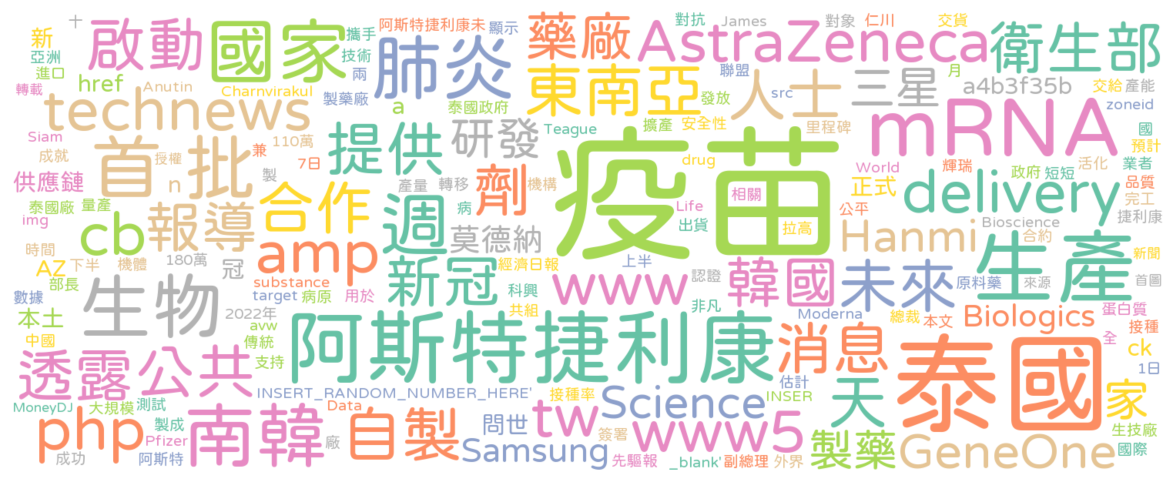 十
新
亞洲
進口
轉載
啟動
國家
攜手
技術
兩
阿斯特捷利康未
顯示
肺炎
藥廠
AstraZeneca
對抗
James
對象
仁川
交貨
衛生部
href
Anutin
Charnvirakul
製藥廠
a
泰國政府
東南亞
聯盟
發放
src
人士
三星
月
a4b3f35b
交給
產能
zoneid
technews
110萬
7日
兼
製
Siam
成就
授權
首批
提供
研發
Teague
擴產
安全性
里程碑
mRNA
World
輝瑞
政府
短短
活化
國
預計
業者
品質
完工
供應鏈
n
泰國廠
量產
img
cb
報導
合作
產量
轉移
機構
病
週
劑
莫德納
疫苗
drug
相關
Life
出貨
拉高
公平
正式
delivery
Bioscience
合約
捷利康
時間
AZ
下半
機體
180萬
冠
amp
新冠
經濟日報
科興
上半
認證
www
韓國
Hanmi
未來
生產
新聞
部長
數據
2022年
substance
target
病原
用於
共組
非凡
Moderna
原料藥
來源
首圖
本土
中國
生物
avw
傳統
支持
阿斯特捷利康
消息
總裁
本文
Biologics
蛋白質
接種
全
ck
1日
透露
公共
INSERT_RANDOM_NUMBER_HERE'
接種率
估計
INSER
泰國
MoneyDJ
大規模
測試
製成
Data
Science
天
家
php
Pfizer
成功
阿斯特
南韓
廠
自製
問世
Samsung
tw
簽署
www5
先驅報
_blank'
副總理
外界
製藥
GeneOne
生技廠
國際